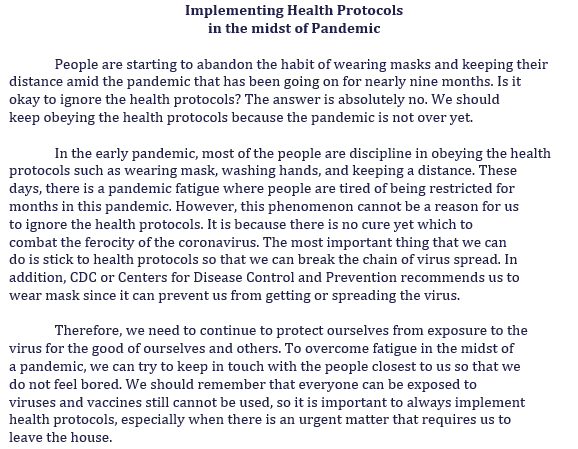 Implementing Health Protocols
in the midst of Pandemic
People are starting to abandon the habit of wearing masks and keeping their
distance amid the pandemic that has been going on for nearly nine months. Is it
okay to ignore the health protocols? The answer is absolutely no. We should
keep obeying the health protocols because the pandemic is not over yet.
In the early pandemic, most of the people are discipline in obeying the health
protocols such as wearing mask, washing hands, and keeping a distance. These
days, there is a pandemic fatigue where people are tired of being restricted for
months in this pandemic. However, this phenomenon cannot be a reason for us
to ignore the health protocols. It is because there is no cure yet which to
combat the ferocity of the coronavirus. The most important thing that we can
do is stick to health protocols so that we can break the chain of virus spread. In
addition, CDC or Centers for Disease Control and Prevention recommends us to
wear mask since it can prevent us from getting or spreading the virus.
Therefore, we need to continue to protect ourselves from exposure to the
virus for the good of ourselves and others. To overcome fatigue in the midst of
a pandemic, we can try to keep in touch with the people closest to us so that we
do not feel bored. We should remember that everyone can be exposed to
viruses and vaccines still cannot be used, so it is important to always implement
health protocols, especially when there is an urgent matter that requires us to
leave the house.